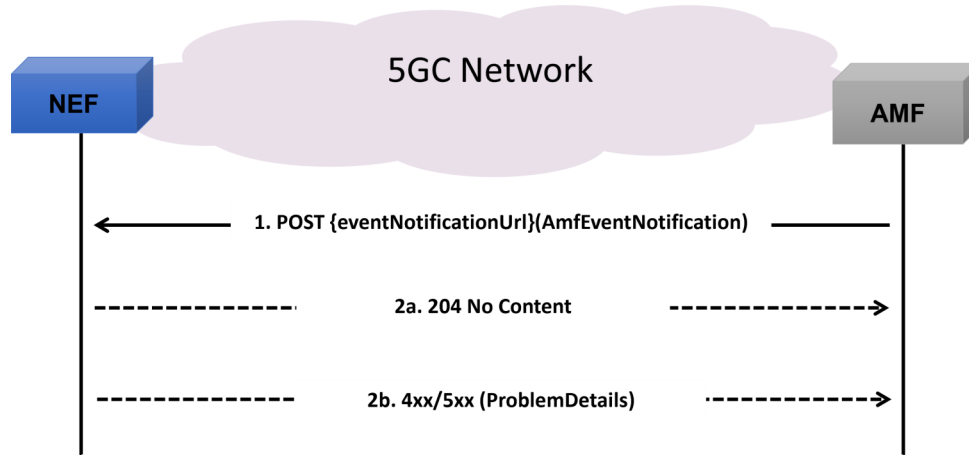 5GC Network
NEF
AMF
1. POST {eventNotificationUrl}(AmfEventNotification)
2a. 204 No Content
2b. 4xx/5xx (ProblemDetails)